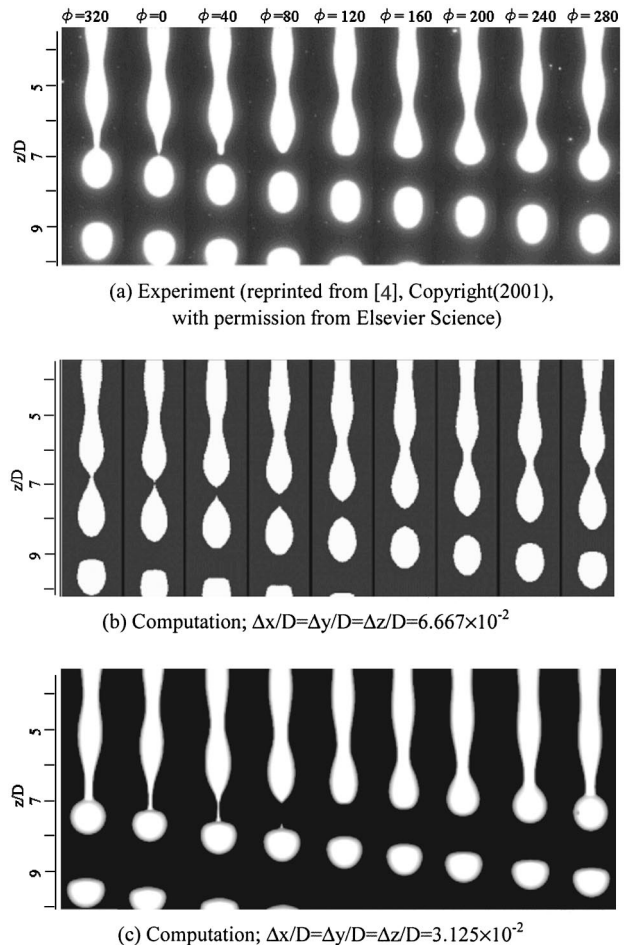 ϕ=320 ϕ=0 ϕ=40 ϕ=80 ϕ=120 ϕ=160 ϕ=200 ϕ=240 ϕ=280
z/D
5
7
9
(a) Experiment (reprinted from [4], Copyright(2001),
with permission from Elsevier Science)
z/D
5
7
9
(b) Computation; Δx/D=Δy/D=Δz/D=6.667×10⁻²
z/D
5
7
9
(c) Computation; Δx/D=Δy/D=Δz/D=3.125×10⁻²